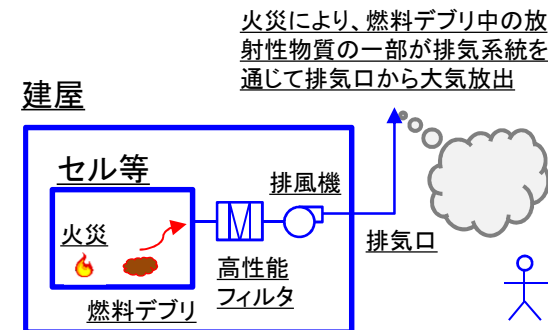 火災により、燃料デブリ中の放
射性物質の一部が排気系統を
通じて排気口から大気放出
建屋
セル等
排風機
火災
排気口
高性能
フィルタ
燃料デブリ